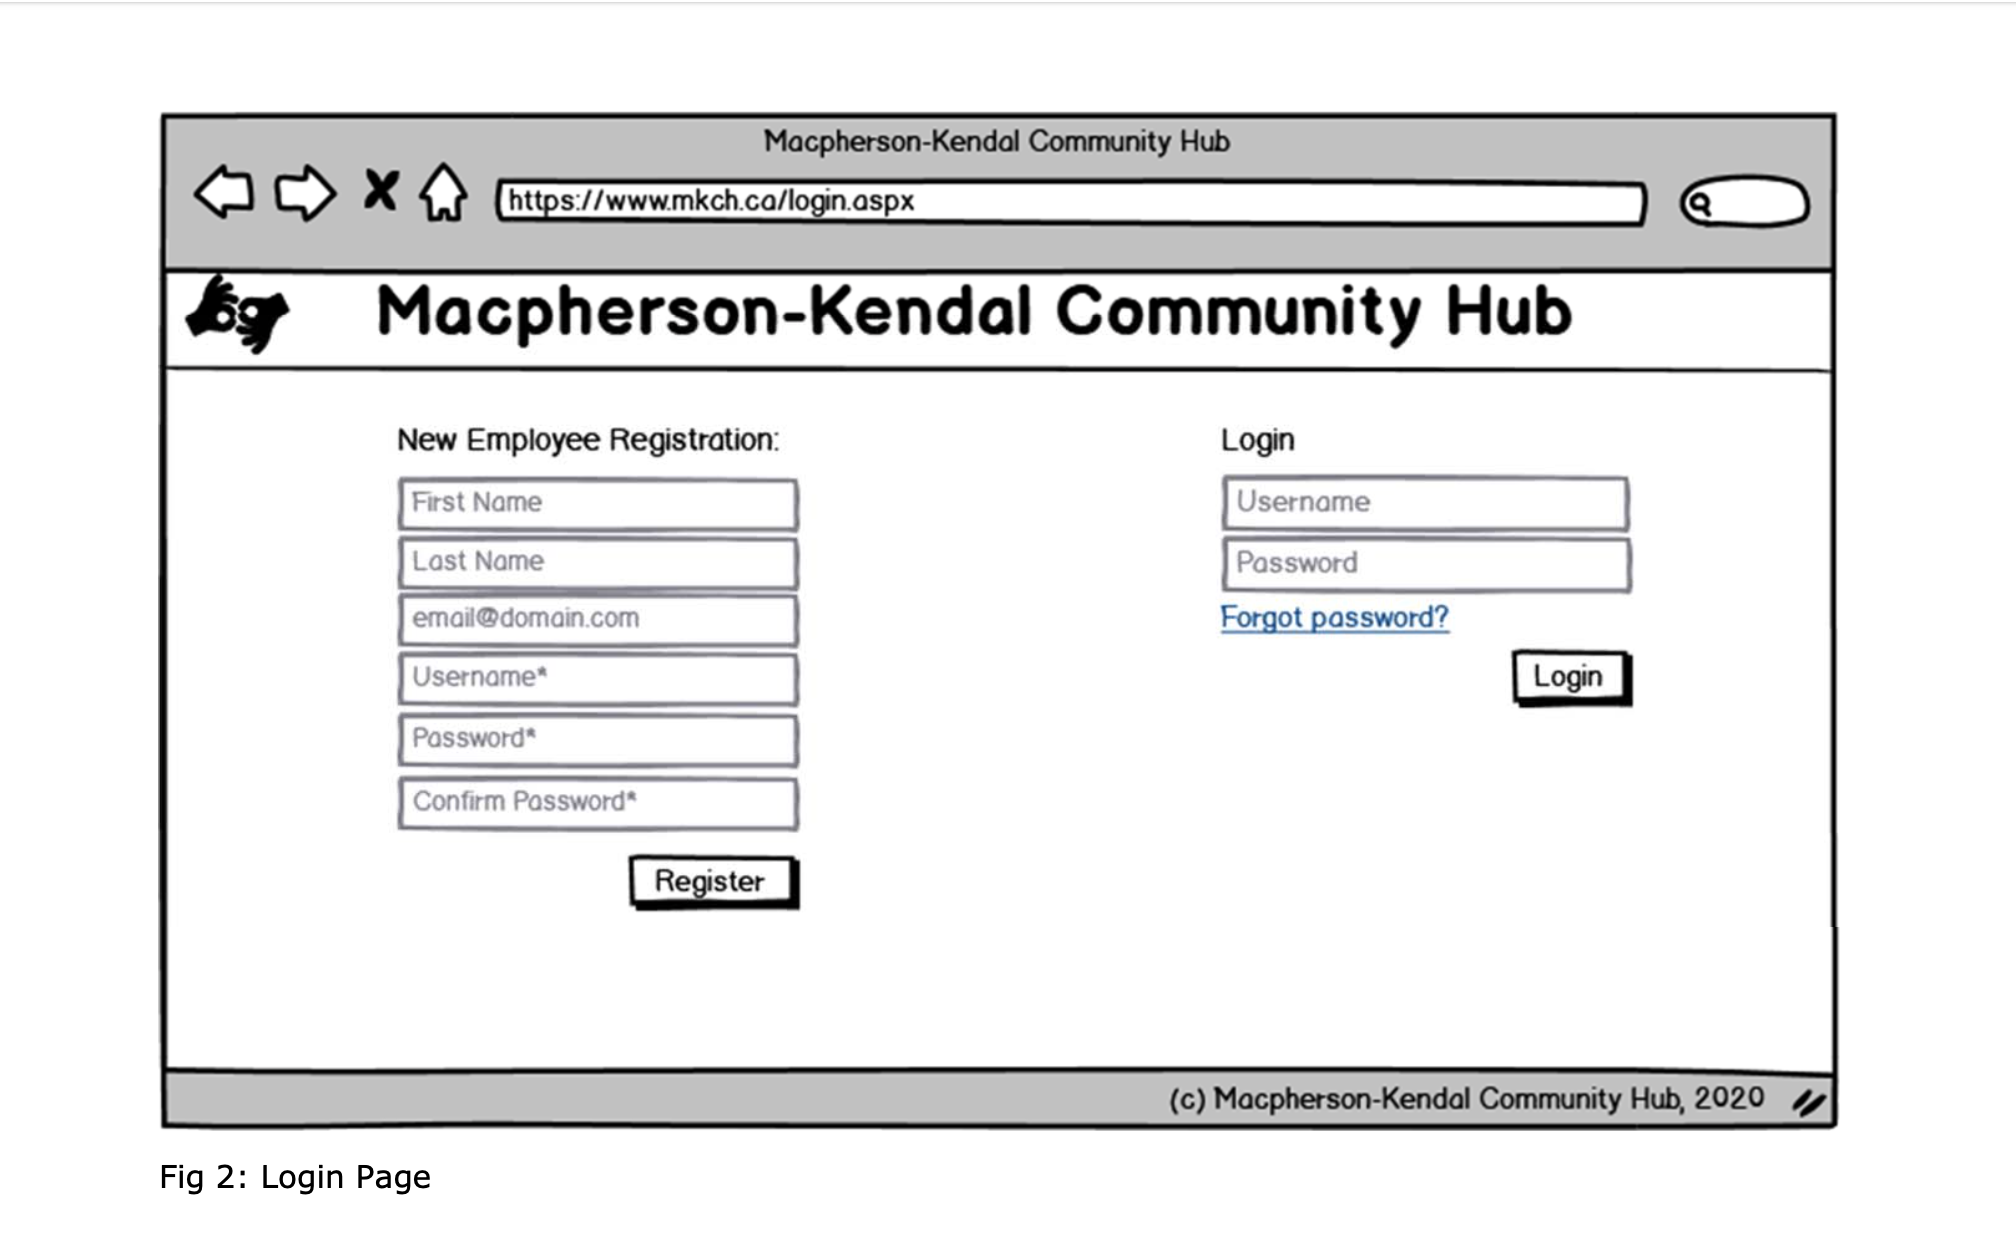 Macpherson-Kendal Community Hub
https://www.mkch.ca/login.aspx
Macpherson-Kendal Community Hub
New Employee Registration:
First Name
Last Name
email@domain.com
Username*
Password*
Confirm Password*
Register
Login
Username
Password
Forgot password?
Login
(c) Macpherson-Kendal Community Hub, 2020
Fig 2: Login Page